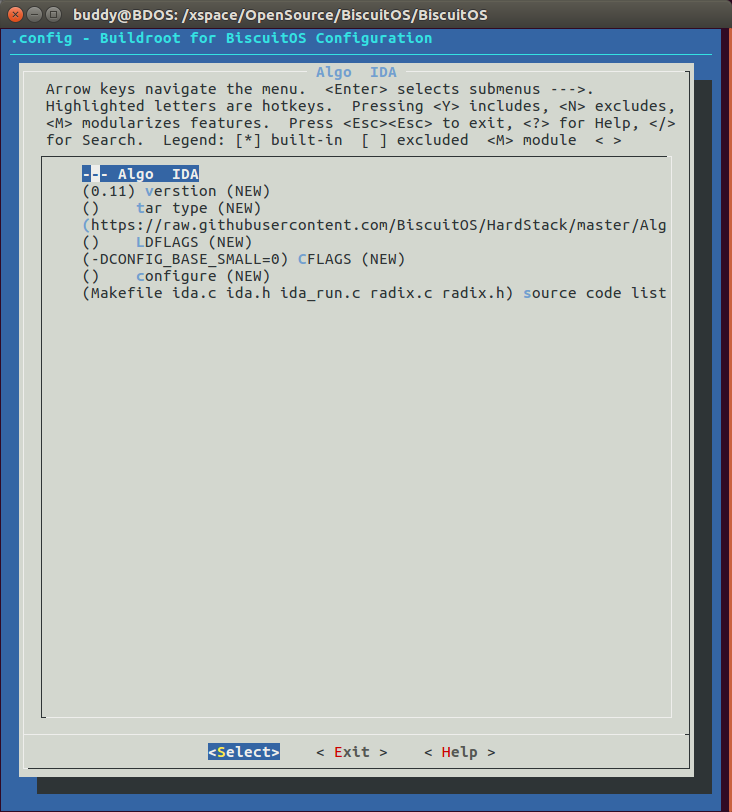 buddy@BDOS: /xspace/OpenSource/BiscuitOS/BiscuitOS
.config - Buildroot for BiscuitOS Configuration
Algo  IDA
Arrow keys navigate the menu.  <Enter> selects submenus --->.
Highlighted letters are hotkeys.  Pressing <Y> includes, <N> excludes,
<M> modularizes features.  Press <Esc><Esc> to exit, <?> for Help, </>
for Search.  Legend: [*] built-in  [ ] excluded  <M> module  < >
--- Algo  IDA
(0.11) verstion (NEW)
()    tar type (NEW)
(https://raw.githubusercontent.com/BiscuitOS/HardStack/master/Alg
()    LDFLAGS (NEW)
(-DCONFIG_BASE_SMALL=0) CFLAGS (NEW)
()    configure (NEW)
(Makefile ida.c ida.h ida_run.c radix.c radix.h) source code list
<Select>    < Exit >    < Help >